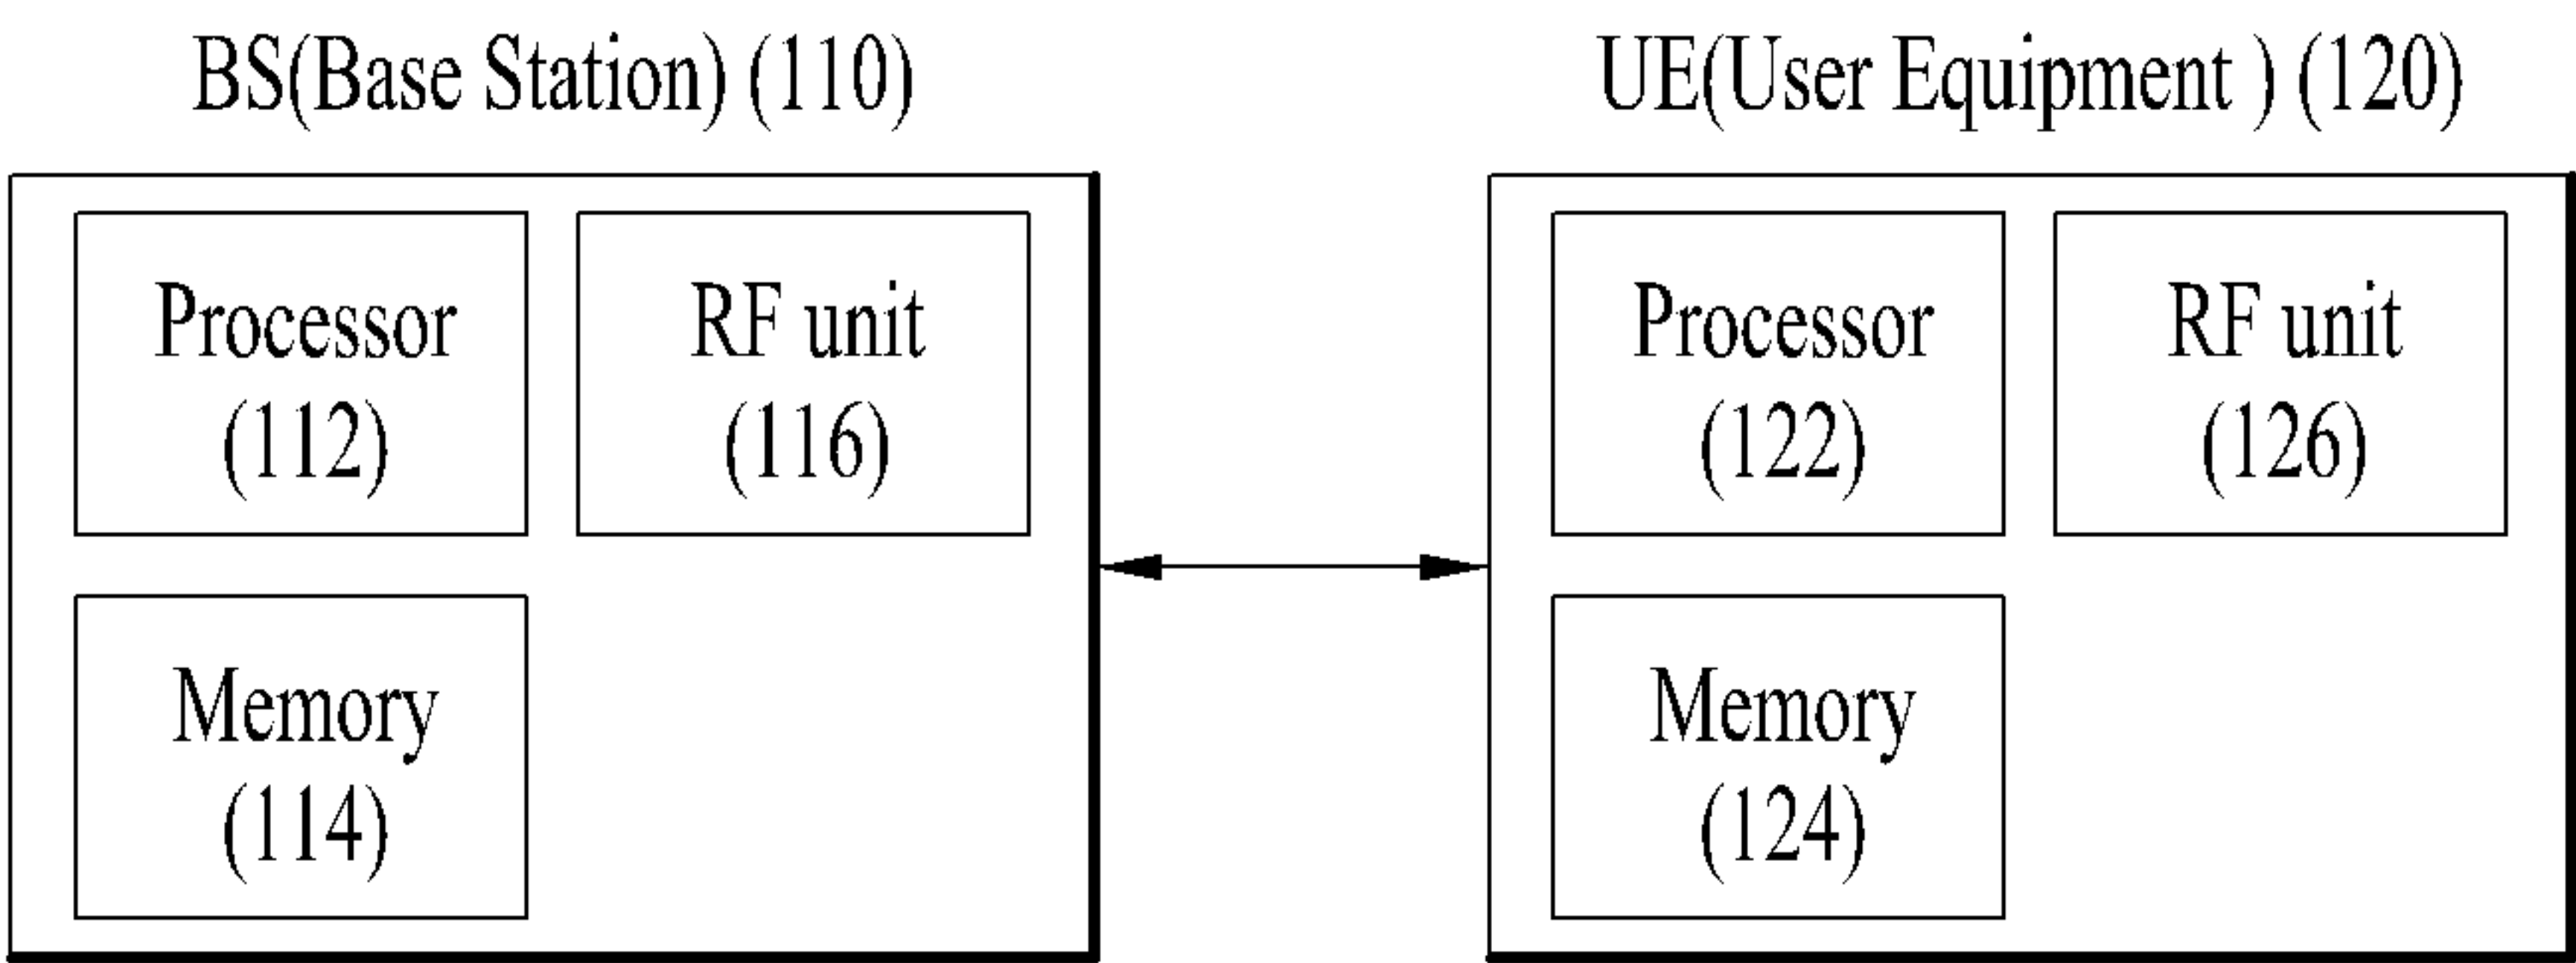 BS(Base Station) (110)
Processor
(112)
RF unit
(116)
Memory
(114)
UE(User Equipment ) (120)
Processor
(122)
RF unit
(126)
Memory
(124)